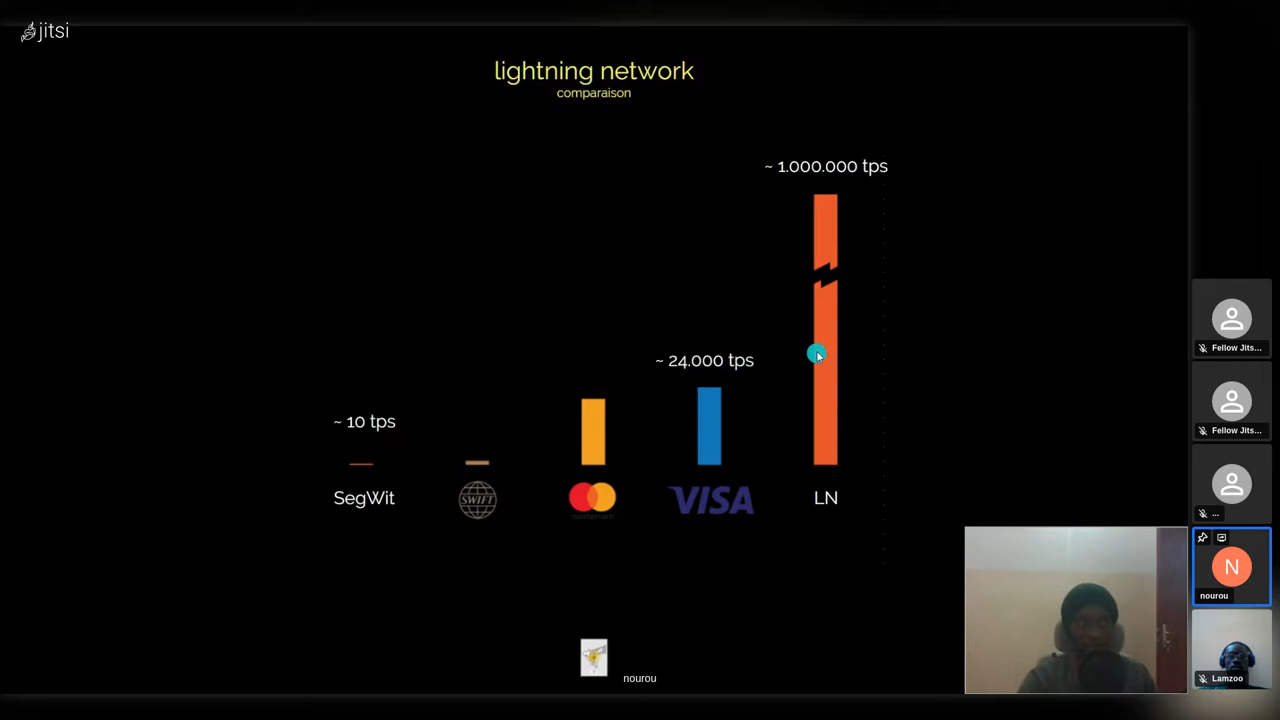 jitsi
lightning network
comparaison
~ 1.000.000 tps
~ 24.000 tps
~ 10 tps
SegWit
SWIFT
VISA
LN
nourou
Fellow Jits...
Fellow Jits...
...
N
nourou
Lamzoo